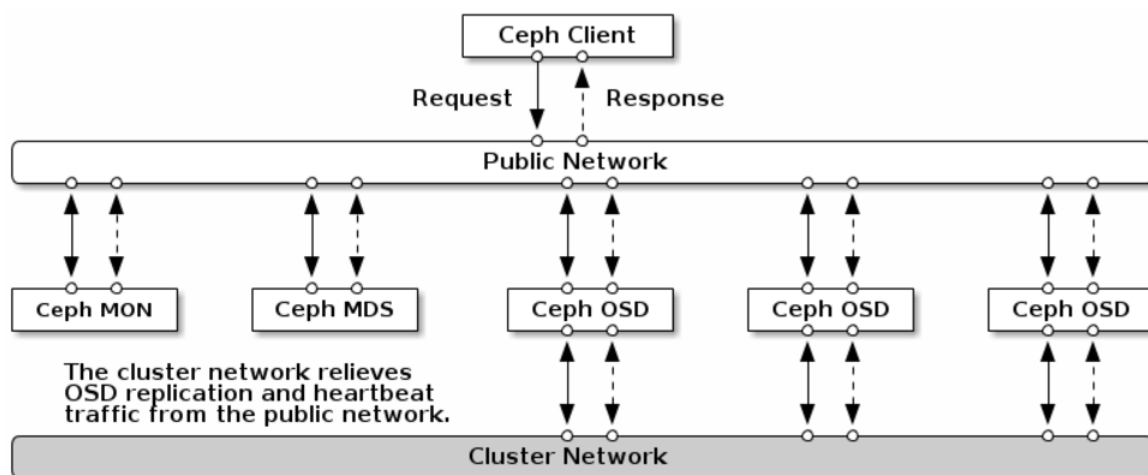 Ceph Client
Request
Response
Public Network
Ceph MON
Ceph MDS
Ceph OSD
Ceph OSD
Ceph OSD
The cluster network relieves
OSD replication and heartbeat
traffic from the public network.
Cluster Network